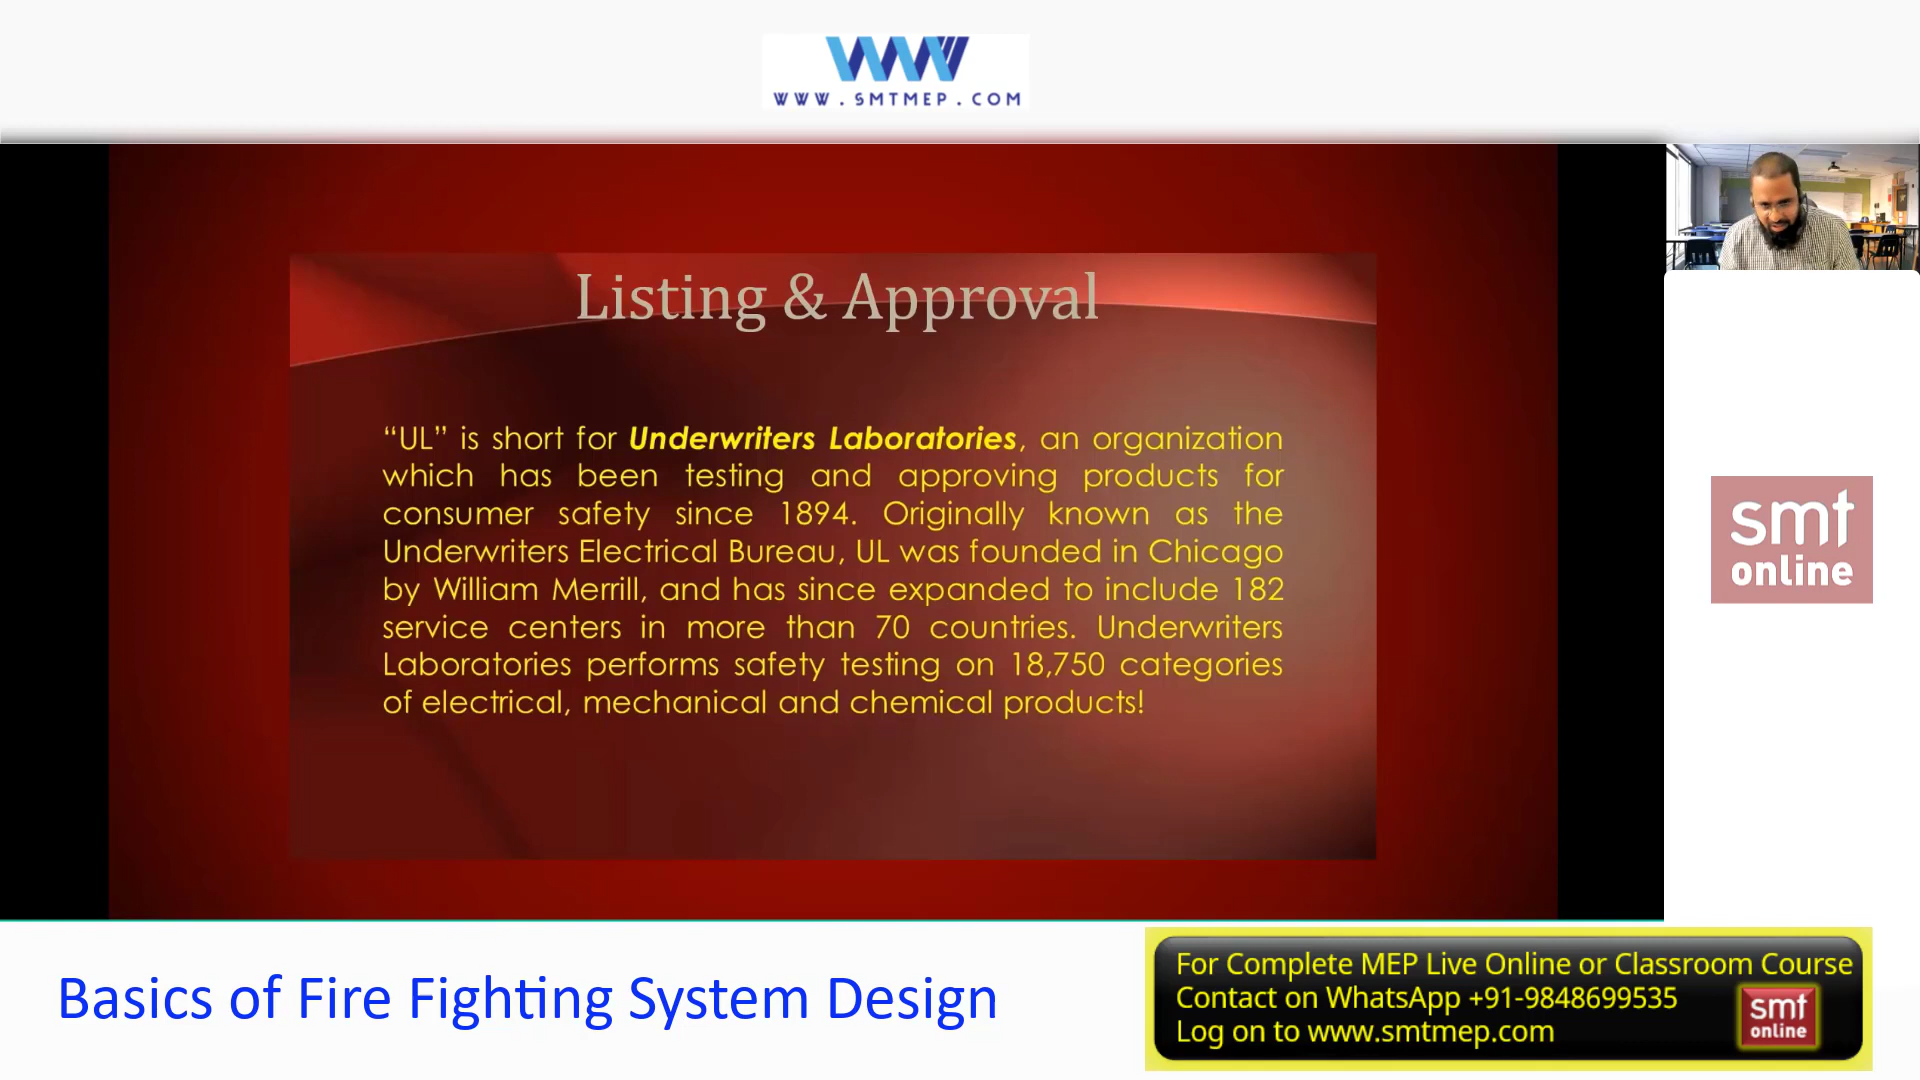 WWW.SMTMEP.COM
Listing & Approval
“UL” is short for Underwriters Laboratories, an organization
which has been testing and approving products for
consumer safety since 1894. Originally known as the
Underwriters Electrical Bureau, UL was founded in Chicago
by William Merrill, and has since expanded to include 182
service centers in more than 70 countries. Underwriters
Laboratories performs safety testing on 18,750 categories
of electrical, mechanical and chemical products!
smt
online
Basics of Fire Fighting System Design
For Complete MEP Live Online or Classroom Course
Contact on WhatsApp +91-9848699535
Log on to www.smtmep.com
smt
online